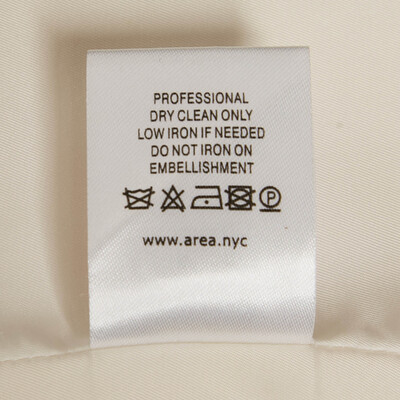 PROFESSIONAL
DRY CLEAN ONLY
LOW IRON IF NEEDED
DO NOT IRON ON
EMBELLISHMENT
P
www.area.nyc